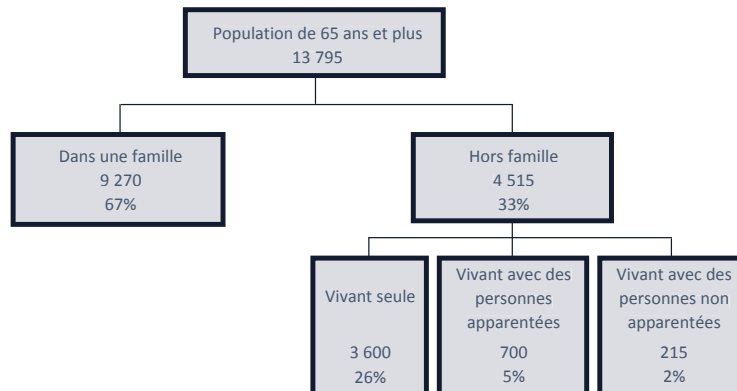 Population de 65 ans et plus
13 795
Dans une famille
9 270
67%
Hors famille
4 515
33%
Vivant seule
3 600
26%
Vivant avec des
personnes
apparentées
700
5%
Vivant avec des
personnes non
apparentées
215
2%